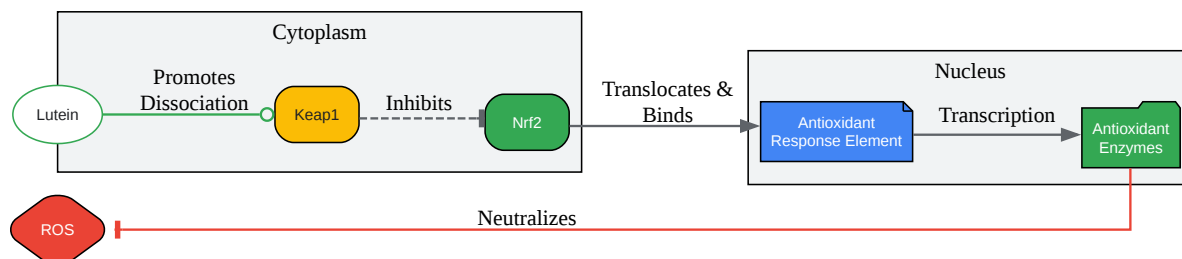 Cytoplasm
Nucleus
Promotes
Dissociation
Inhibits
Translocates &
Binds
Transcription
Lutein
Keap1
Nrf2
Antioxidant
Response Element
Antioxidant
Enzymes
Neutralizes
ROS